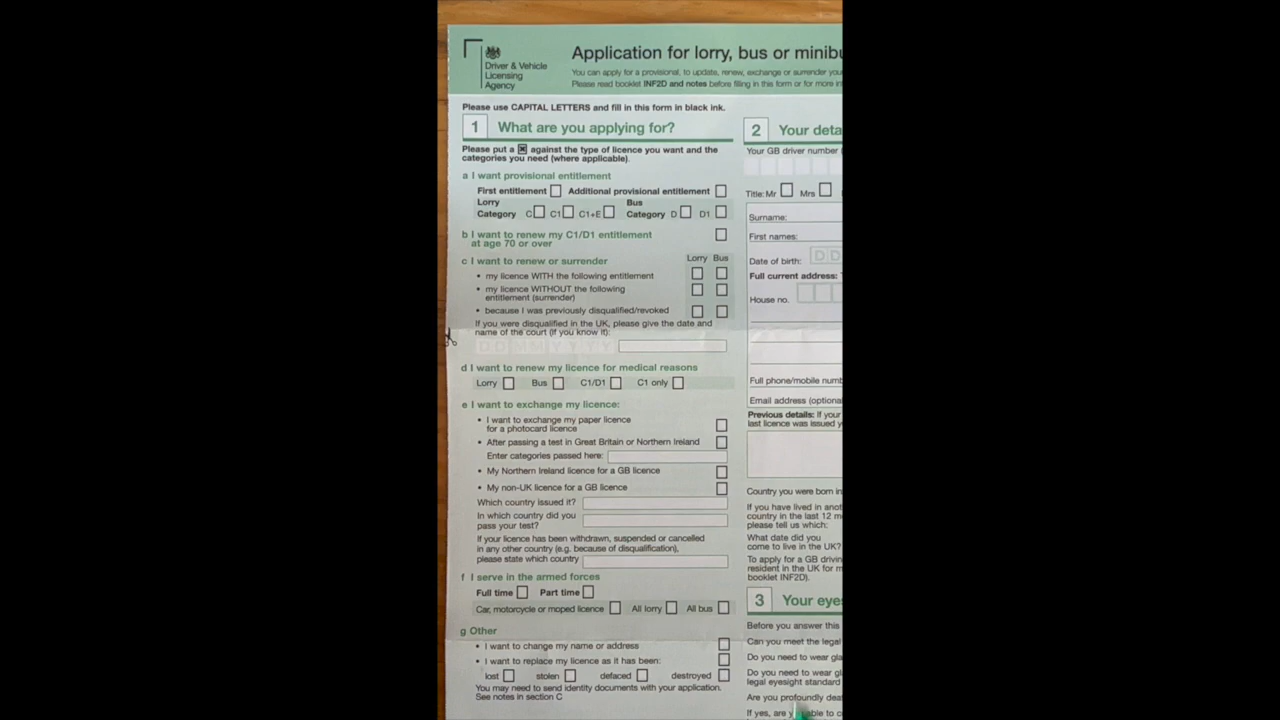 Driver & Vehicle
Licensing
Agency
Application for lorry, bus or minib
You can apply for a provisional, to update, renew, exchange or surrender you
Please read booklet INF2D and notes before filling in this form or for more in
Please use CAPITAL LETTERS and fill in this form in black ink.
1 What are you applying for?
Please put a ☒ against the type of licence you want and the
categories you need (where applicable).
a I want provisional entitlement
First entitlement Additional provisional entitlement
Lorry Bus
Category C C1 C1+E Category D D1
b I want to renew my C1/D1 entitlement
at age 70 or over
c I want to renew or surrender Lorry Bus
• my licence WITH the following entitlement
• my licence WITHOUT the following
entitlement (surrender)
• because I was previously disqualified/revoked
If you were disqualified in the UK, please give the date and
name of the court (if you know it):
D D M M Y Y Y Y
d I want to renew my licence for medical reasons
Lorry Bus C1/D1 C1 only
e I want to exchange my licence:
• I want to exchange my paper licence
for a photocard licence
• After passing a test in Great Britain or Northern Ireland
Enter categories passed here:
• My Northern Ireland licence for a GB licence
• My non-UK licence for a GB licence
Which country issued it?
In which country did you
pass your test?
If your licence has been withdrawn, suspended or cancelled
in any other country (e.g. because of disqualification),
please state which country
f I serve in the armed forces
Full time Part time
Car, motorcycle or moped licence All lorry All bus
g Other
• I want to change my name or address
• I want to replace my licence as it has been:
lost stolen defaced destroyed
You may need to send identity documents with your application.
See notes in section C
2 Your deta
Your GB driver number (
Title: Mr Mrs
Surname:
First names:
Date of birth: D D
Full current address:
House no.
Full phone/mobile numb
Email address (optiona
Previous details: If your
last licence was issued y
Country you were born in
If you have lived in anot
country in the last 12 m
please tell us which:
What date did you
come to live in the UK?
To apply for a GB drivin
resident in the UK for m
booklet INF2D).
3 Your eye
Before you answer this
Can you meet the legal
Do you need to wear gla
Do you need to wear gl
legal eyesight standard
Are you profoundly dea
If yes, are you able to c